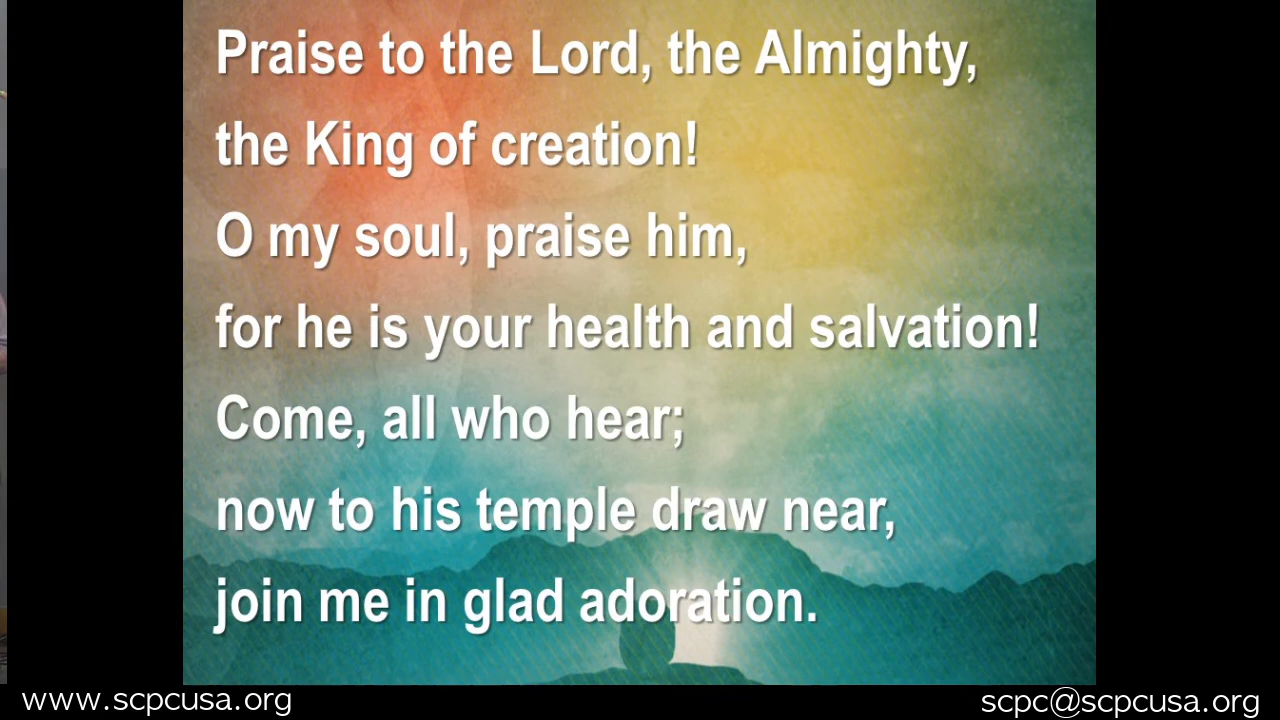 Praise to the Lord, the Almighty,
the King of creation!
O my soul, praise him,
for he is your health and salvation!
Come, all who hear;
now to his temple draw near,
join me in glad adoration.
www.scpcusa.org
scpc@scpcusa.org